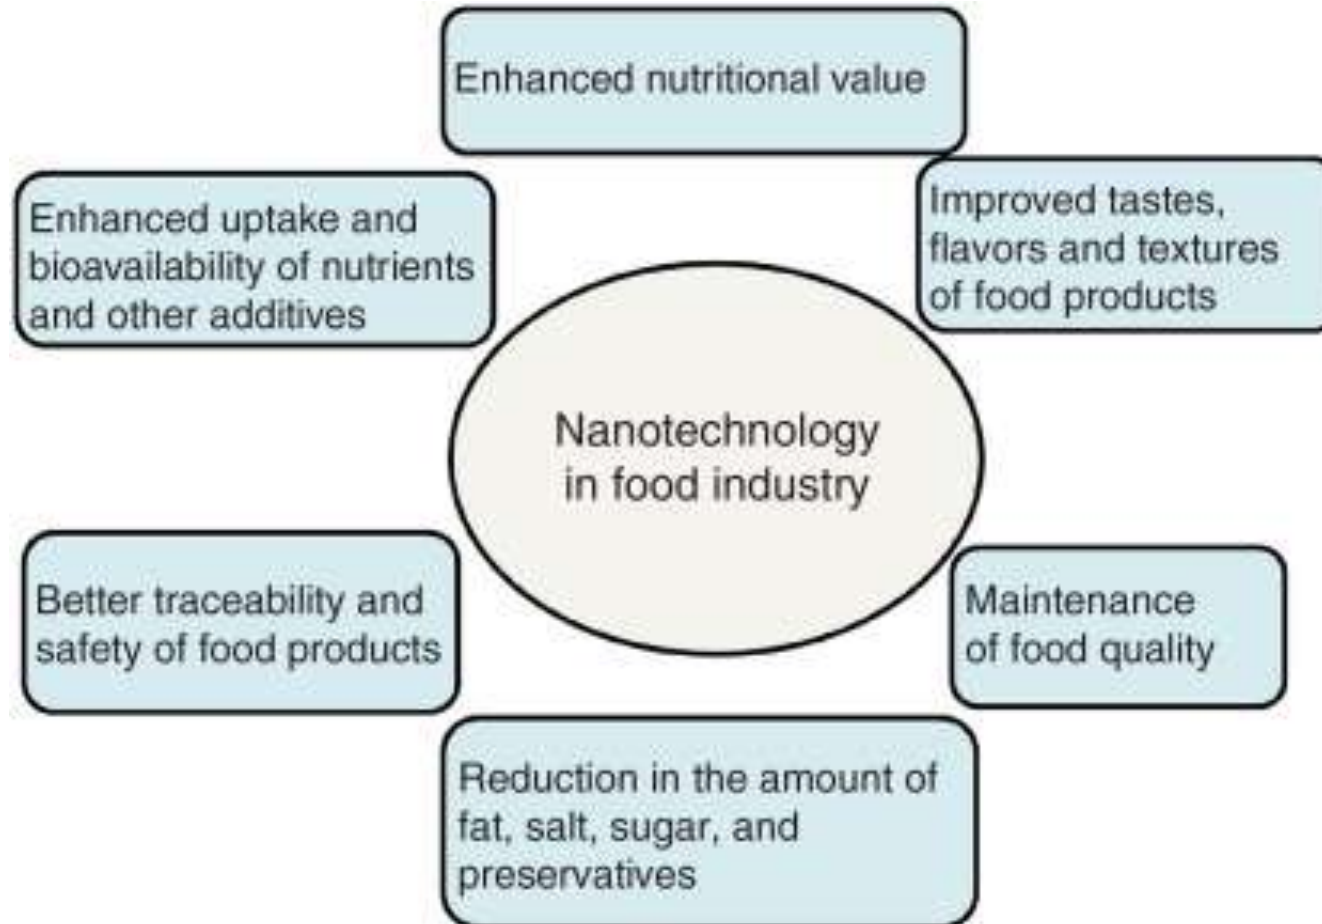 Enhanced nutritional value
Enhanced uptake and
bioavailability of nutrients
and other additives
Improved tastes,
flavors and textures
of food products
Nanotechnology
in food industry
Better traceability and
safety of food products
Maintenance
of food quality
Reduction in the amount of
fat, salt, sugar, and
preservatives